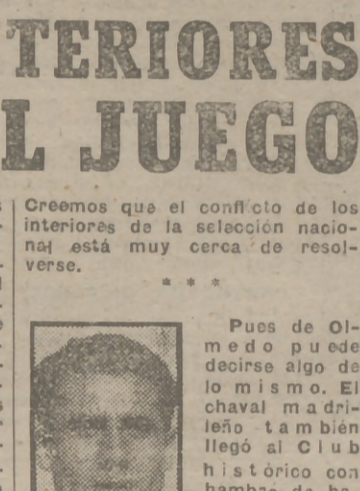 TERIORES
L JUEGO
Creemos que el conflicto de los
interiores de la selección nacio-
nal está muy cerca de resol-
verse.
* * *
Pues de Ol-
medo puede
decirse algo de
lo mismo. El
chaval madri-
leño también
llegó al Club
histórico con